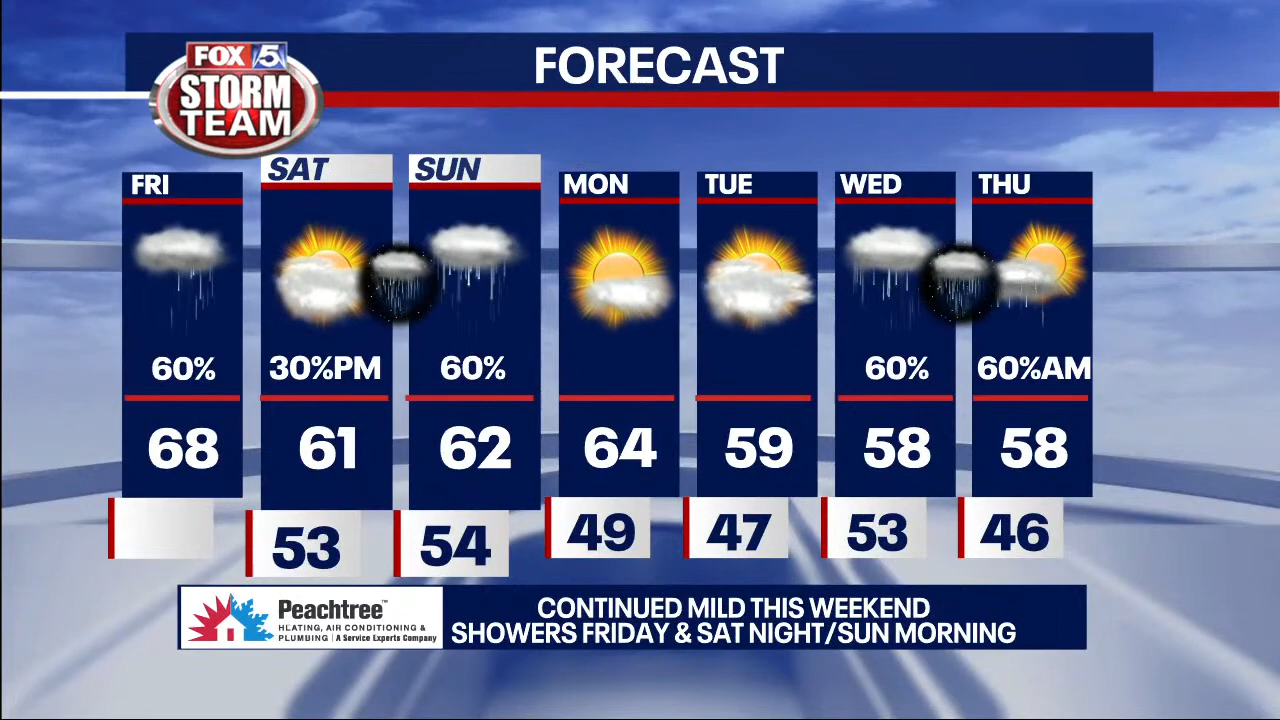 FORECAST
FOX 5
STORM
TEAM
FRI
SAT
SUN
MON
TUE
WED
THU
60%
30%PM
60%
60%
60%AM
68
61
62
64
59
58
58
53
54
49
47
53
46
Peachtree™
HEATING, AIR CONDITIONING &
PLUMBING | A Service Experts Company
CONTINUED MILD THIS WEEKEND
SHOWERS FRIDAY & SAT NIGHT/SUN MORNING